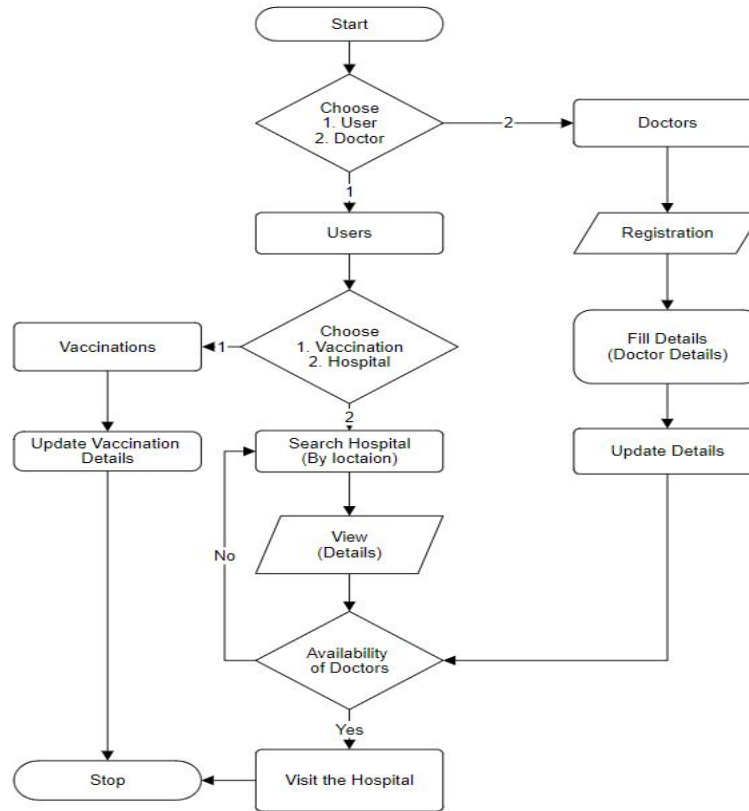 Start
Choose
1. User
2. Doctor
2
Doctors
1
Users
Registration
Choose
1. Vaccination
2. Hospital
1
Vaccinations
Fill Details
(Doctor Details)
2
Update Vaccination
Details
Search Hospital
(By loctaion)
Update Details
View
(Details)
No
Availability
of Doctors
Yes
Stop
Visit the Hospital